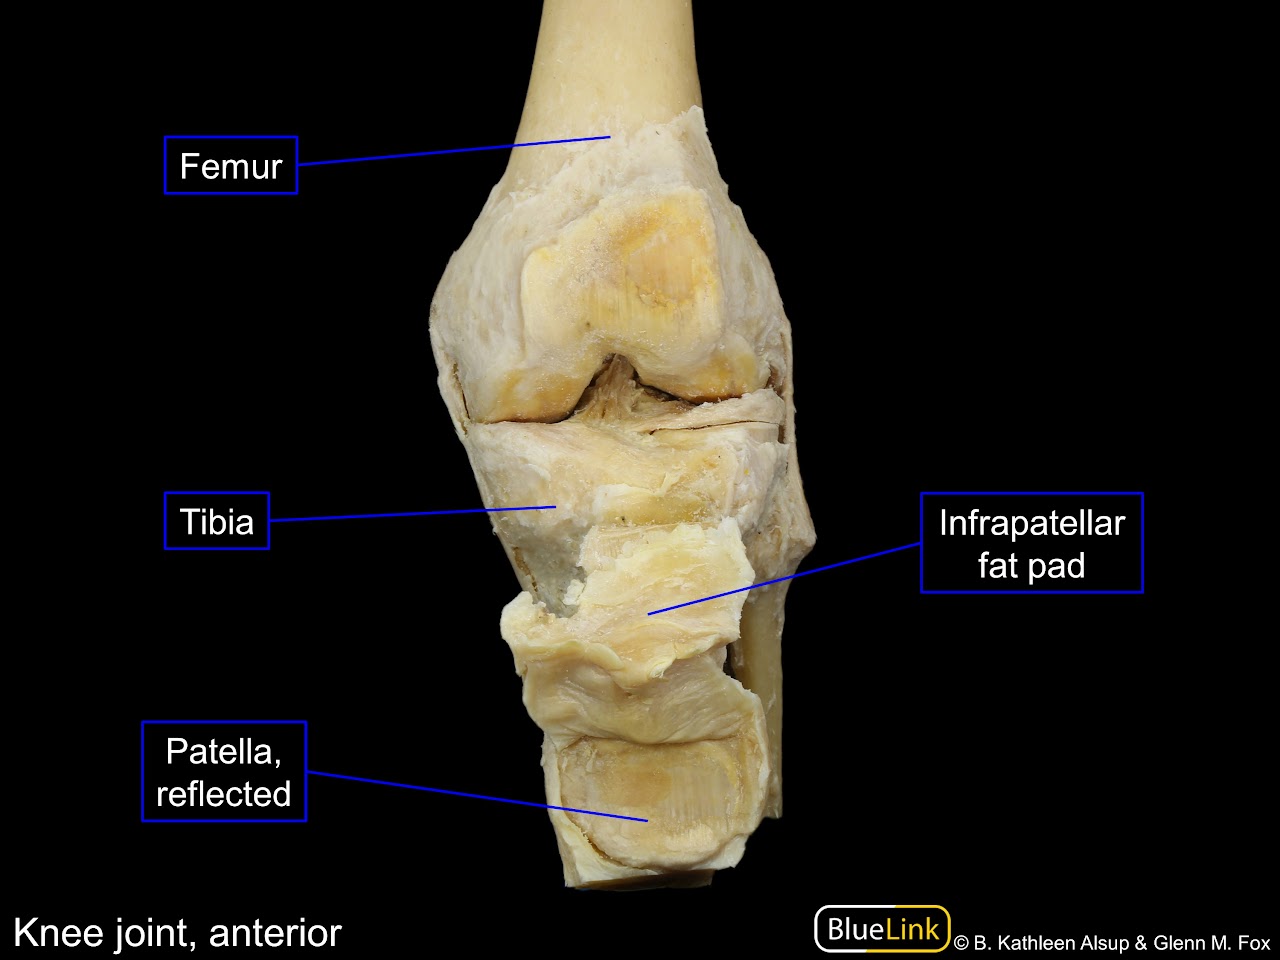 Femur
Tibia
Infrapatellar
fat pad
Patella,
reflected
Knee joint, anterior
BlueLink
© B. Kathleen Alsup & Glenn M. Fox